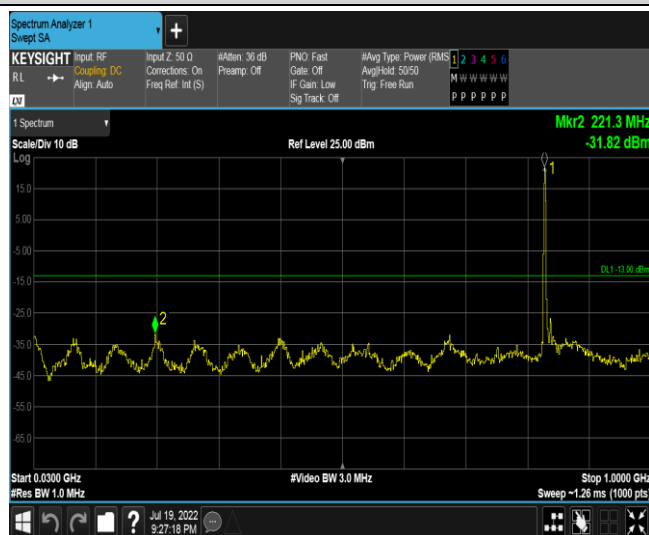 Spectrum Analyzer 1
Swept SA
+
KEYSIGHT
RL
LXI
Input: RF
Coupling: DC
Align: Auto
Input Z: 50 Ω
Corrections: On
Freq Ref: Int (S)
#Atten: 36 dB
Preamp: Off
PNO: Fast
Gate: Off
IF Gain: Low
Sig Track: Off
#Avg Type: Power (RMS
Avg|Hold: 50/50
Trig: Free Run
1 2 3 4 5 6
M W W W W W
P P P P P P
1 Spectrum
Mkr2 221.3 MHz
Scale/Div 10 dB
Ref Level 25.00 dBm
-31.82 dBm
Log
1
15.0
5.00
-5.00
DL1 -13.00 dBm
-15.0
-25.0
2
-35.0
-45.0
-55.0
-65.0
Start 0.0300 GHz
#Video BW 3.0 MHz
Stop 1.0000 GHz
#Res BW 1.0 MHz
Sweep ~1.26 ms (1000 pts)
?
Jul 19, 2022
9:27:18 PM